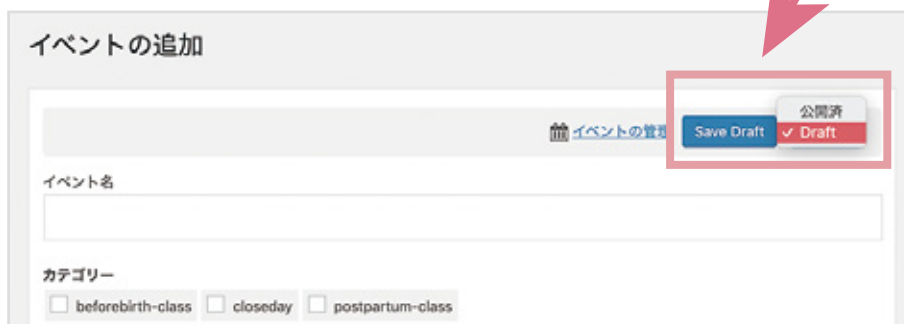 イベントの追加
公開済
イベントの管理 Save Draft ✓ Draft
イベント名
カテゴリー
beforebirth-class closeday postpartum-class